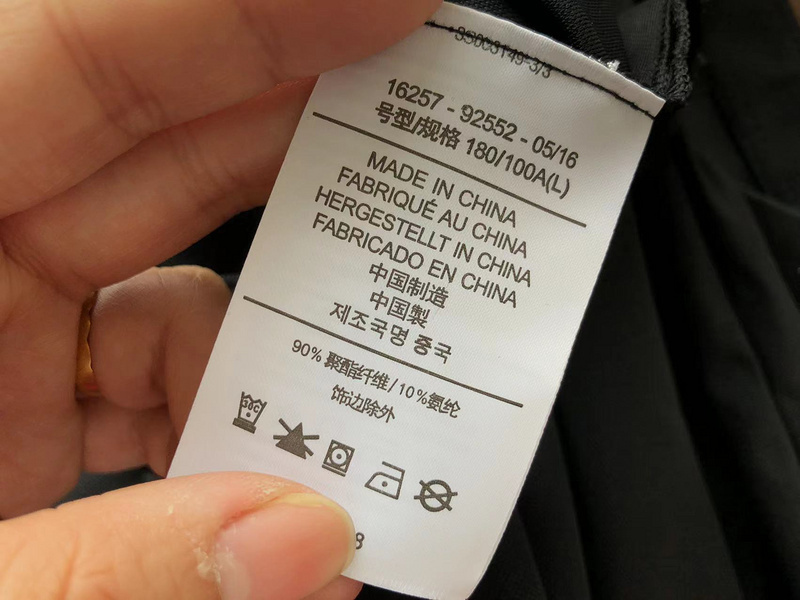 16257 - 92552 - 05/16
号型/规格 180/100A(L)
MADE IN CHINA
FABRIQUÉ AU CHINA
HERGESTELLT IN CHINA
FABRICADO EN CHINA
中国制造
中国製
제조국명 중국
90% 聚酯纤维 / 10%氨纶
饰边除外
30
8